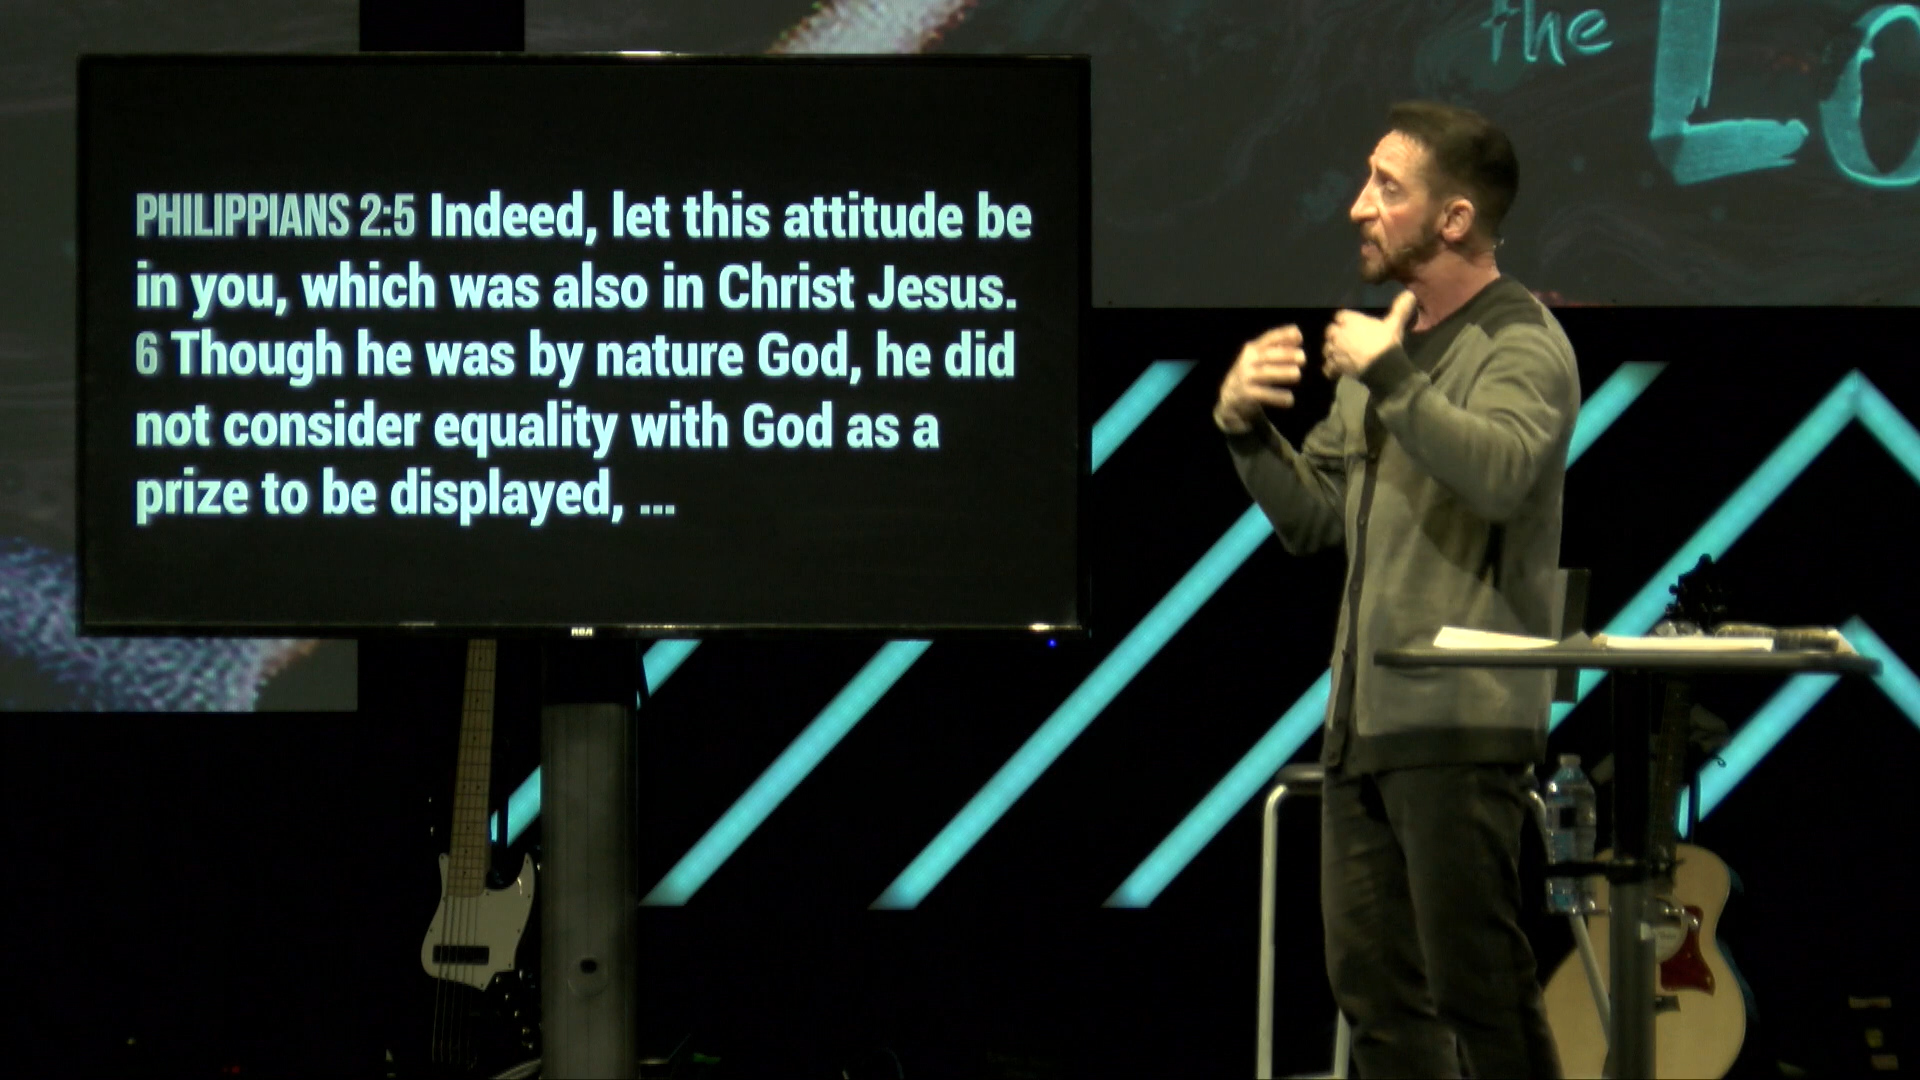 the
PHILIPPIANS 2:5 Indeed, let this attitude be
in you, which was also in Christ Jesus.
6 Though he was by nature God, he did
not consider equality with God as a
prize to be displayed, ...
RCA